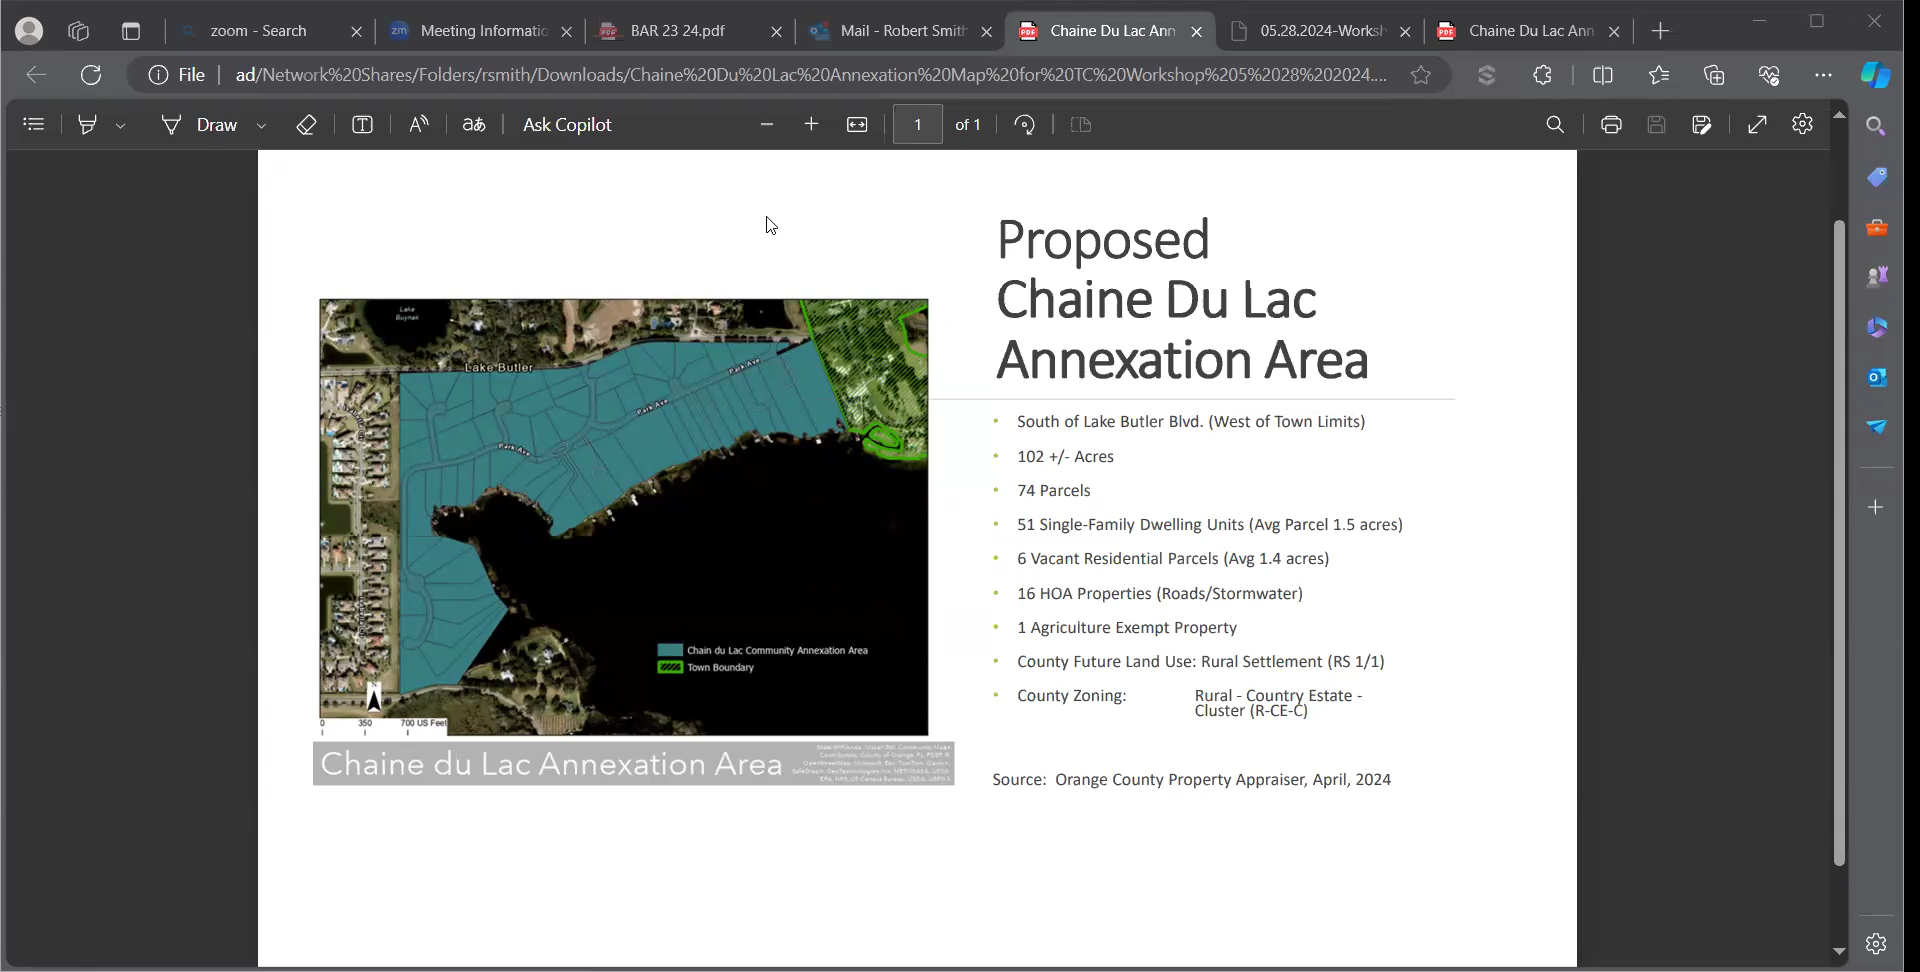 zoom - Search
Meeting Informatic
BAR 23 24.pdf
Mail - Robert Smith
Chaine Du Lac Ann
05.28.2024-Worksh
Chaine Du Lac Ann
File
ad/Network%20Shares/Folders/rsmith/Downloads/Chaine%20Du%20Lac%20Annexation%20Map%20for%20TC%20Workshop%205%2028%202024....
Draw
Ask Copilot
1
of 1
Proposed
Chaine Du Lac
Annexation Area
South of Lake Butler Blvd. (West of Town Limits)
102 +/- Acres
74 Parcels
51 Single-Family Dwelling Units (Avg Parcel 1.5 acres)
6 Vacant Residential Parcels (Avg 1.4 acres)
16 HOA Properties (Roads/Stormwater)
1 Agriculture Exempt Property
County Future Land Use: Rural Settlement (RS 1/1)
County Zoning: Rural - Country Estate -
Cluster (R-CE-C)
Source: Orange County Property Appraiser, April, 2024
Lake
Lake Butler
Park Ave
Park Ave
Park Ave
Chain du Lac Community Annexation Area
Town Boundary
N
0 350 700 US Feet
Chaine du Lac Annexation Area